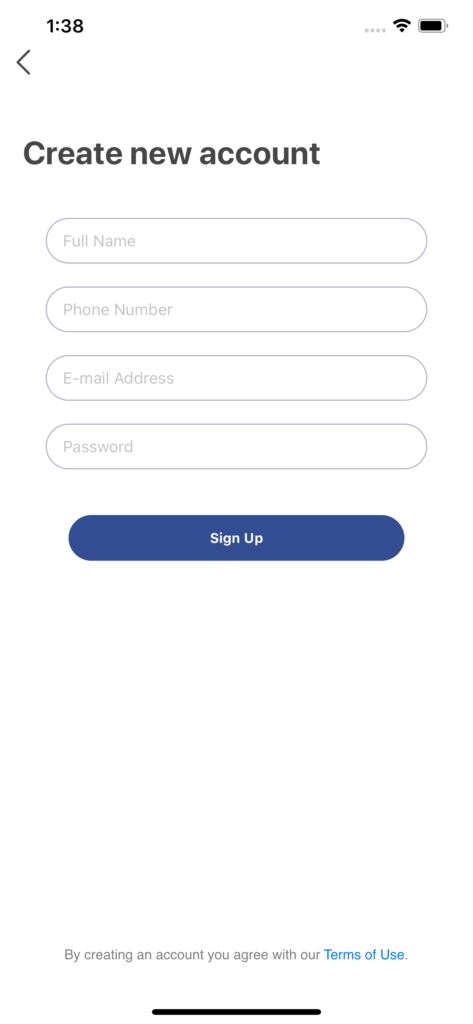 1:38
Create new account
Full Name
Phone Number
E-mail Address
Password
Sign Up
By creating an account you agree with our Terms of Use.